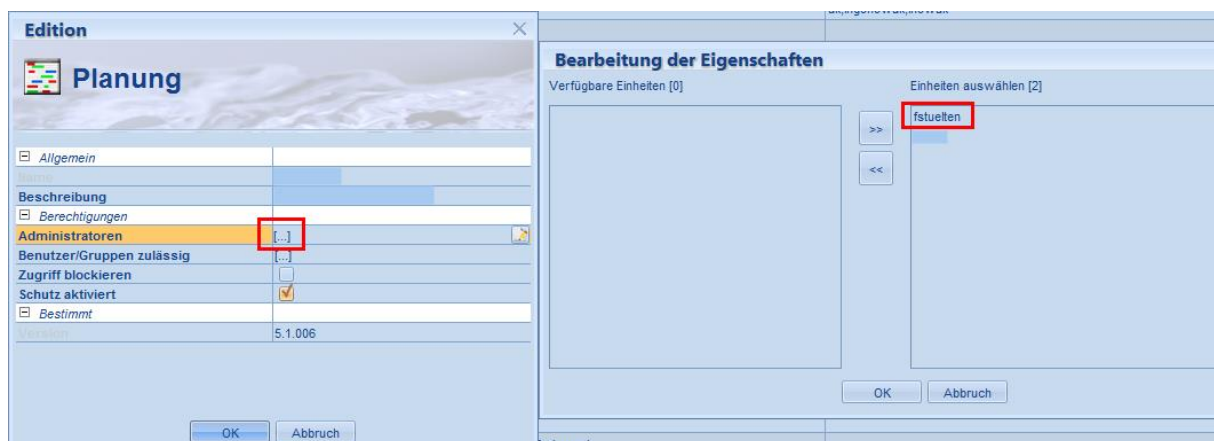 Edition
Planung
Allgemein
Name
Beschreibung
Berechtigungen
Administratoren [...]
Benutzer/Gruppen zulässig [...]
Zugriff blockieren
Schutz aktiviert
Bestimmt
Version 5.1.006
OK Abbruch
Bearbeitung der Eigenschaften
Verfügbare Einheiten [0] Einheiten auswählen [2]
fstuelten
>>
<<
OK Abbruch